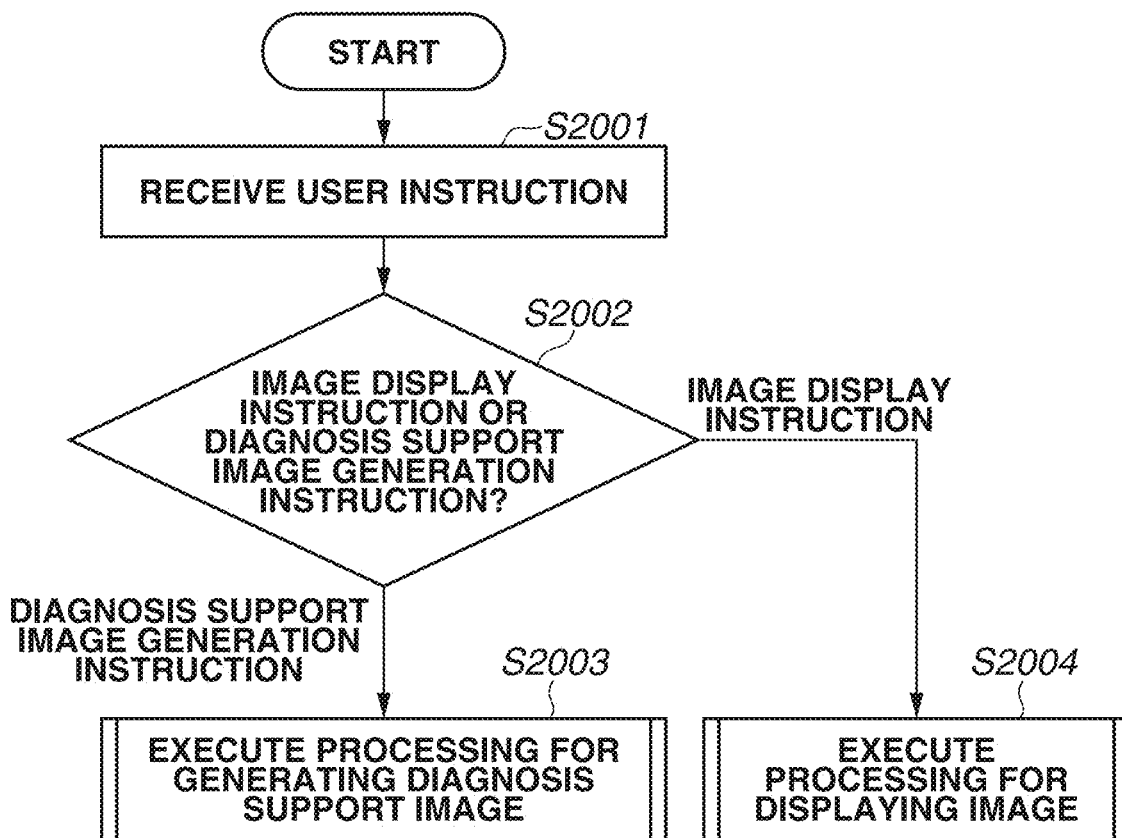 START
S2001
RECEIVE USER INSTRUCTION
S2002
IMAGE DISPLAY
INSTRUCTION OR
DIAGNOSIS SUPPORT
IMAGE GENERATION
INSTRUCTION?
IMAGE DISPLAY
INSTRUCTION
DIAGNOSIS SUPPORT
IMAGE GENERATION
INSTRUCTION
S2003
EXECUTE PROCESSING FOR
GENERATING DIAGNOSIS
SUPPORT IMAGE
S2004
EXECUTE
PROCESSING FOR
DISPLAYING IMAGE